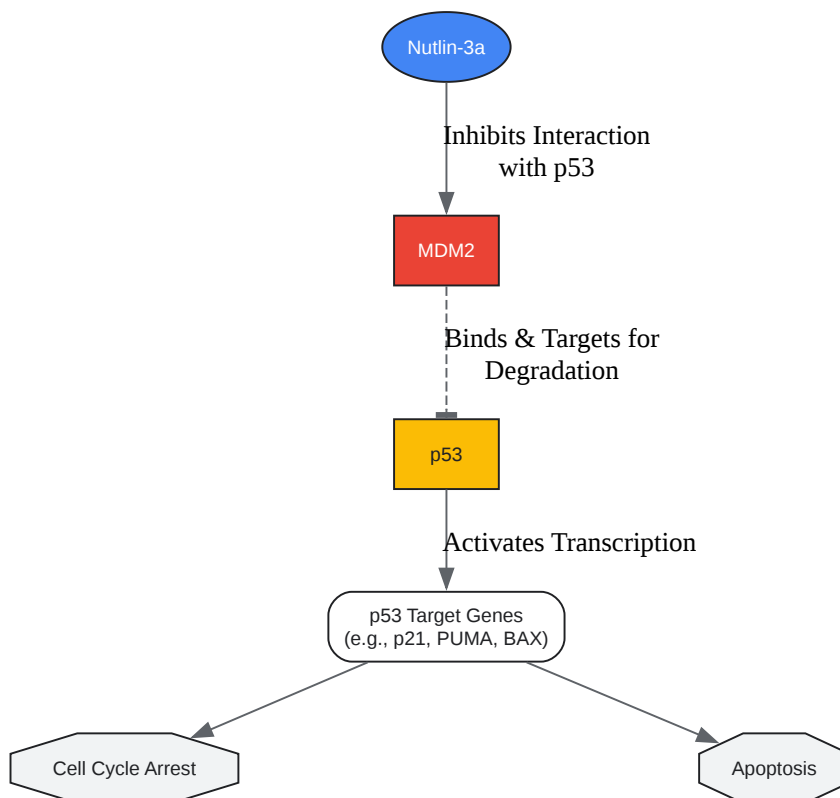 Nutlin-3a
Inhibits Interaction
with p53
MDM2
Binds & Targets for
Degradation
p53
Activates Transcription
p53 Target Genes
(e.g., p21, PUMA, BAX)
Cell Cycle Arrest
Apoptosis